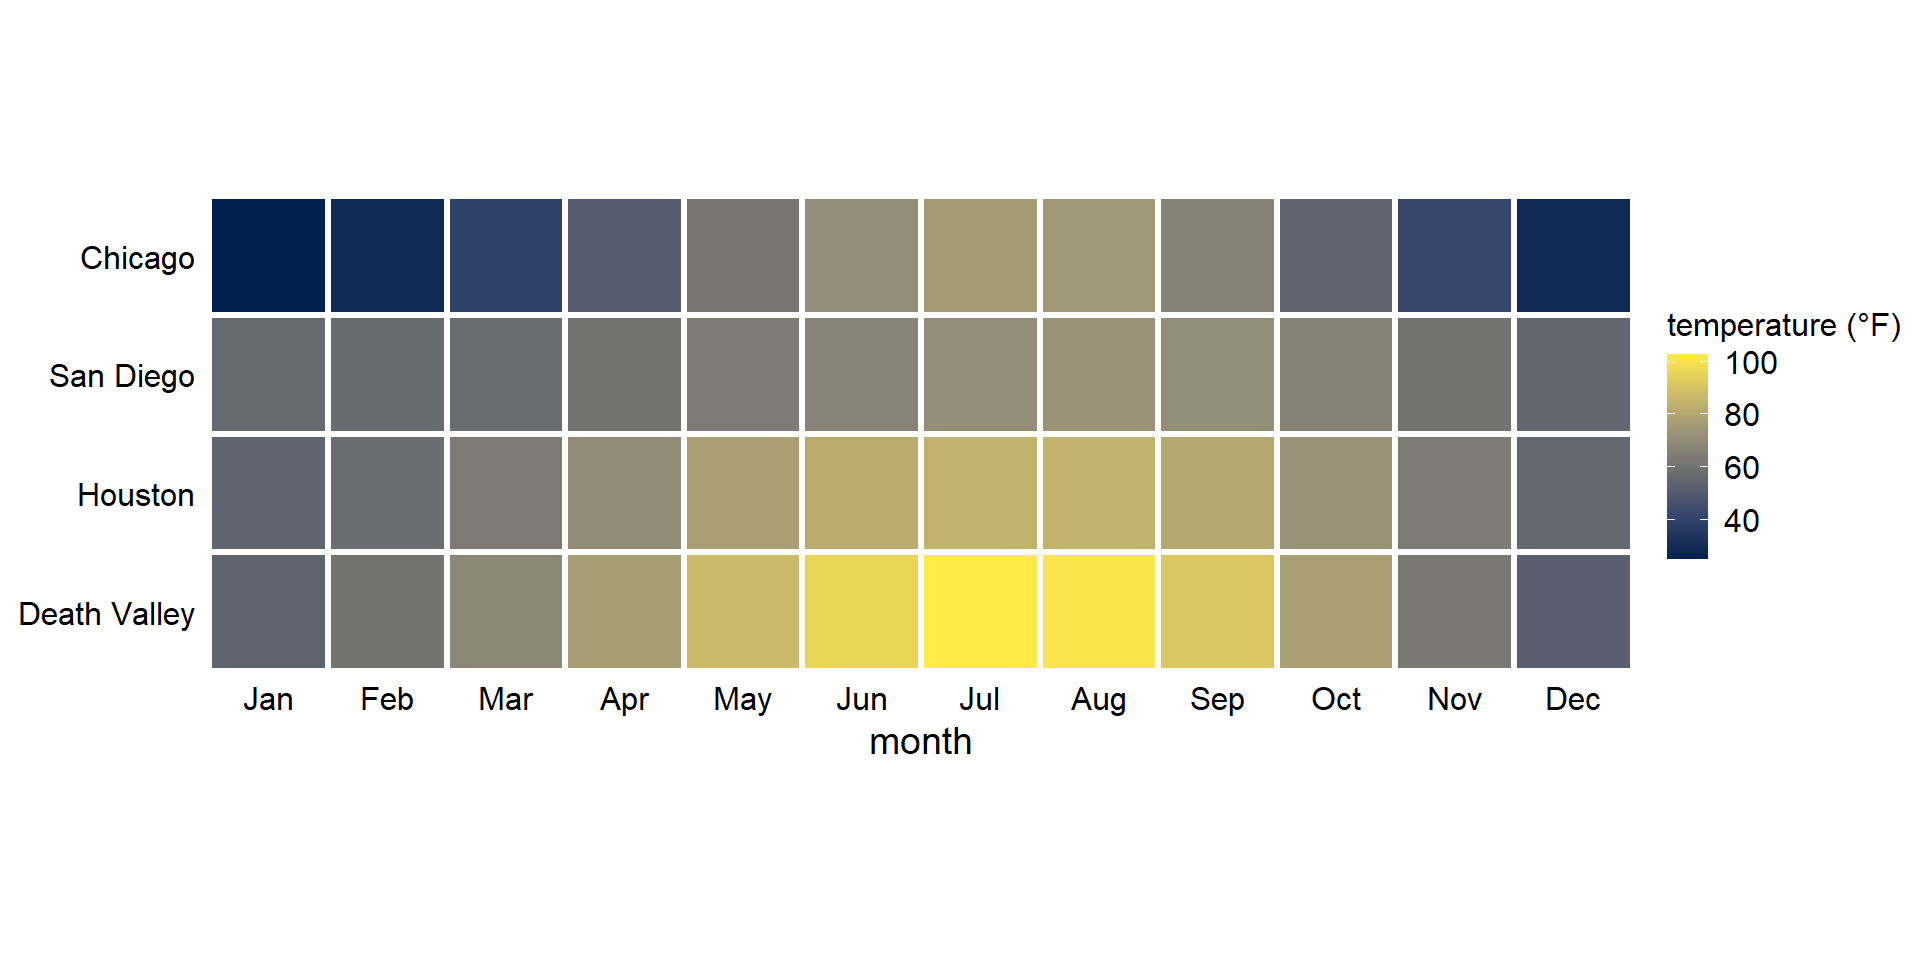 Chicago
San Diego
Houston
Death Valley
Jan Feb Mar Apr May Jun Jul Aug Sep Oct Nov Dec
month
temperature (°F)
100
80
60
40